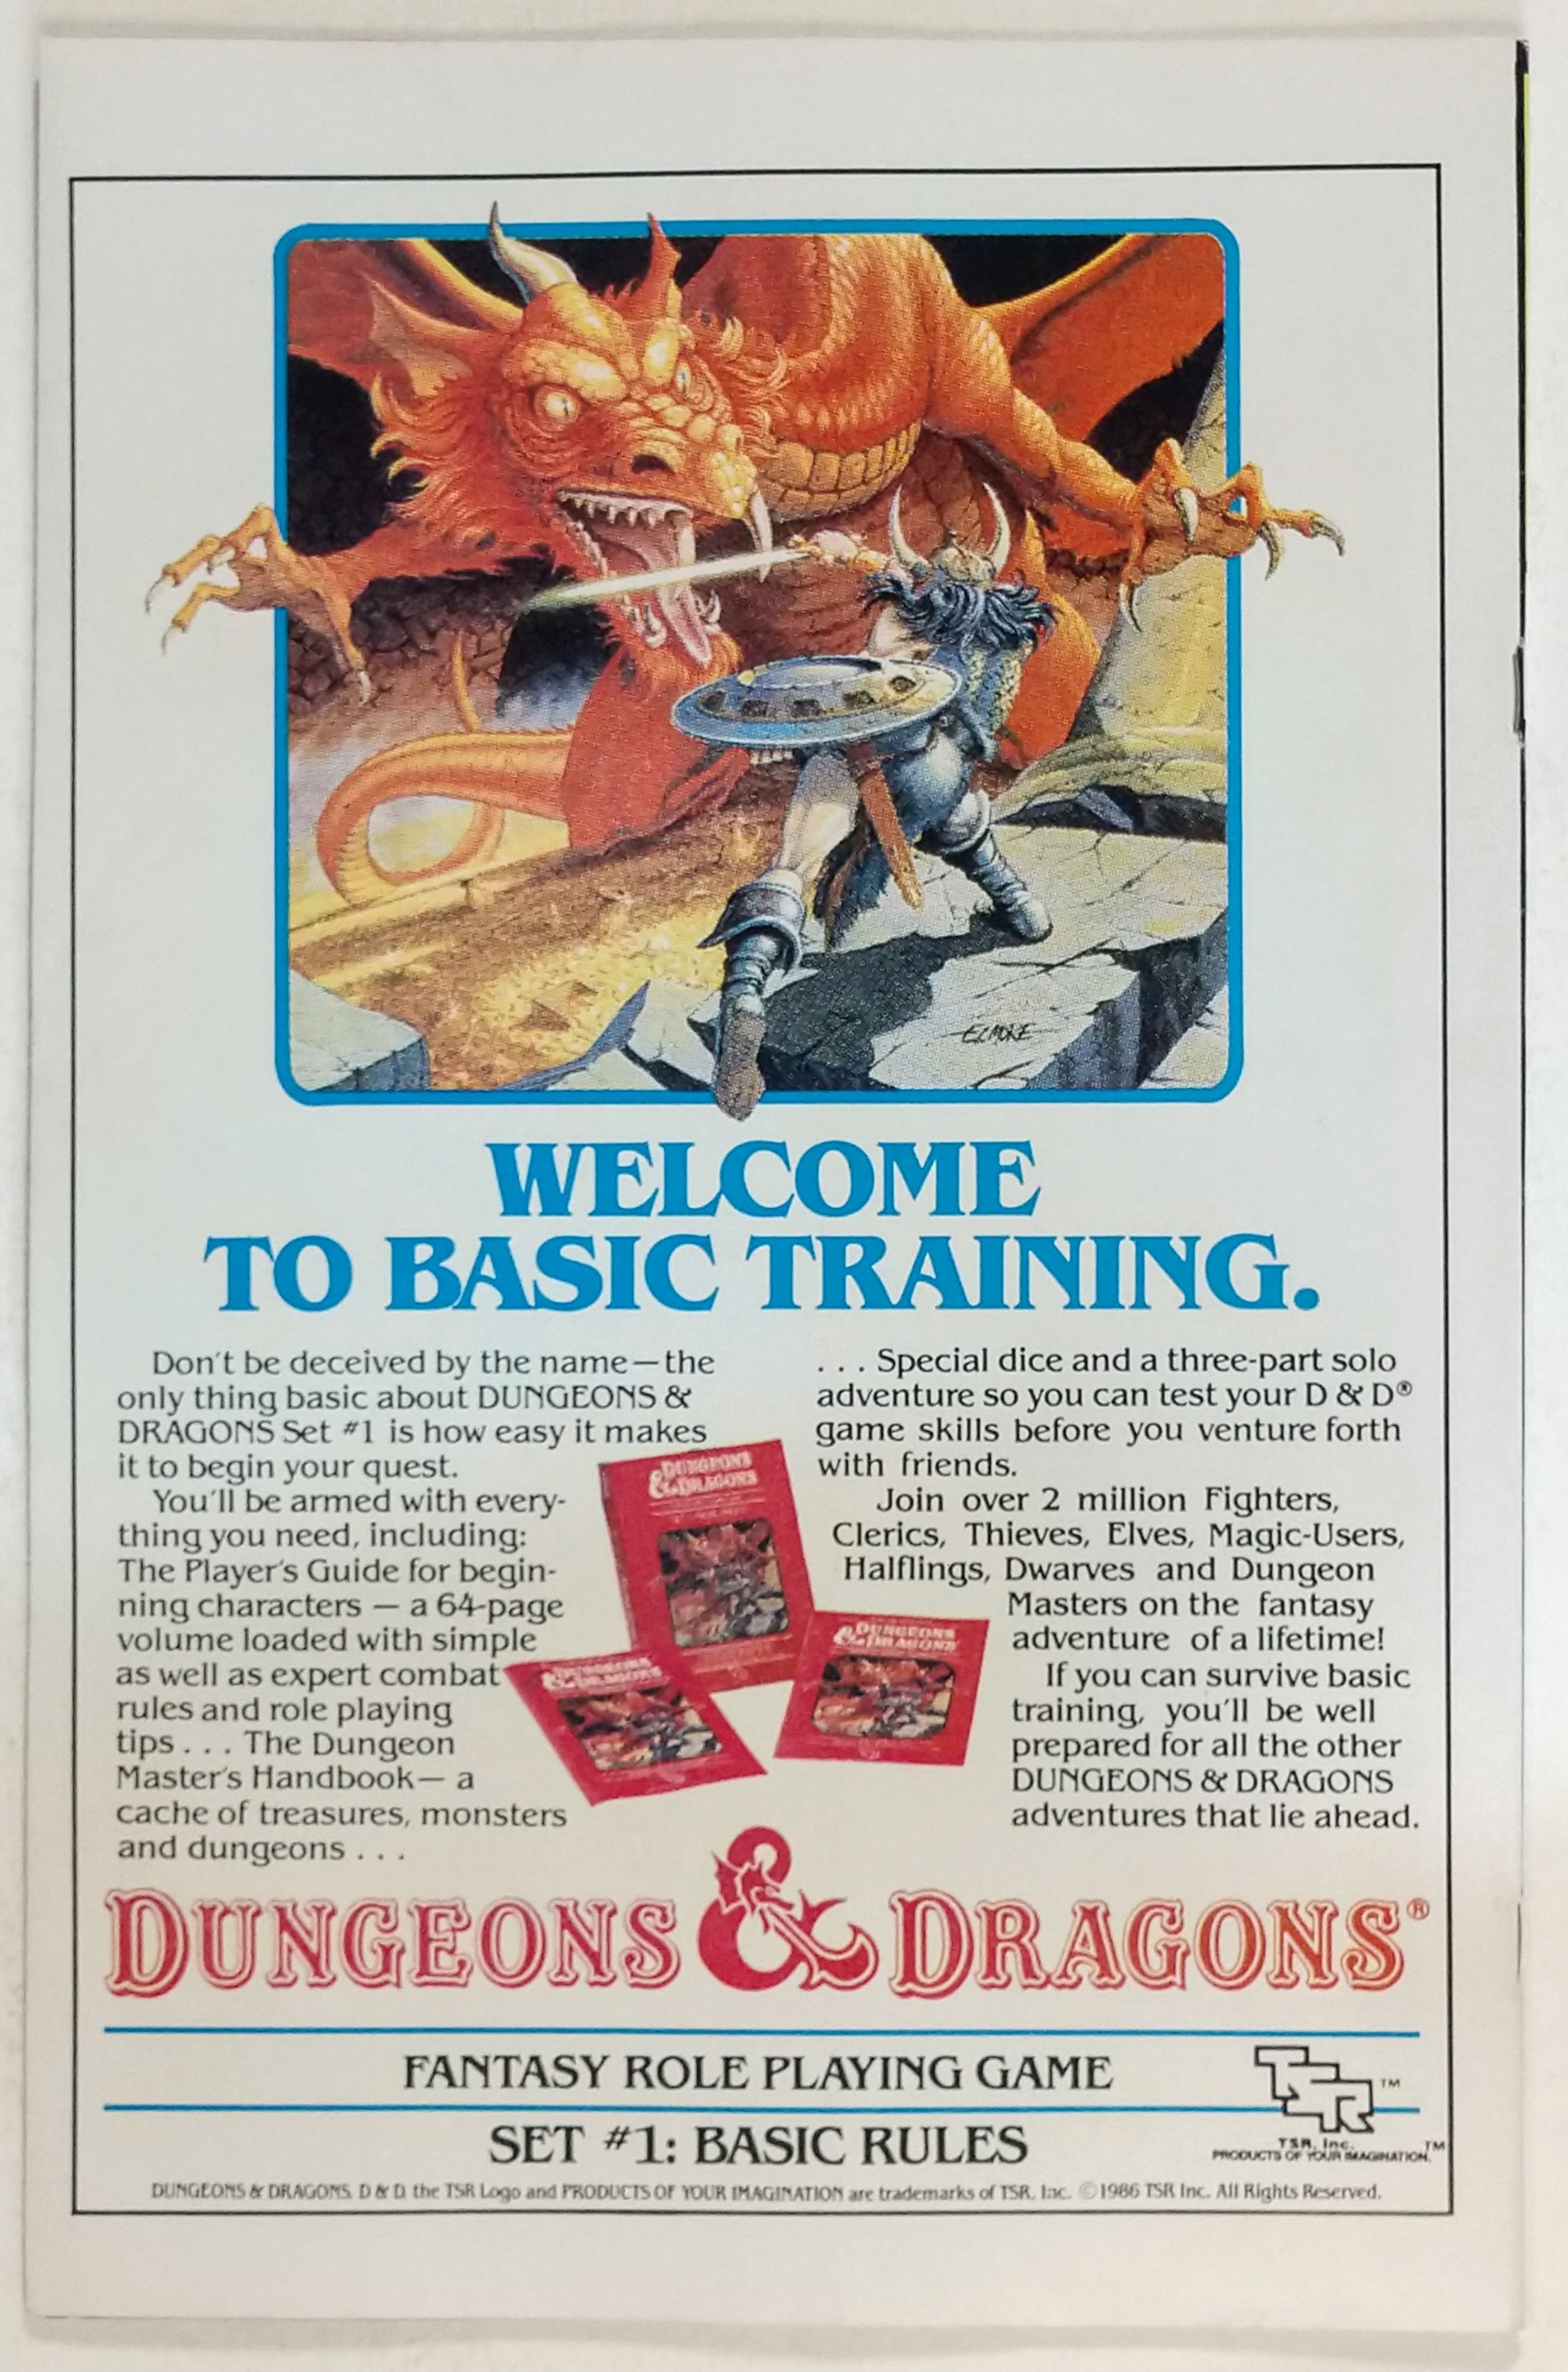 ELMORE
WELCOME
TO BASIC TRAINING.
Don't be deceived by the name—the
only thing basic about DUNGEONS &
DRAGONS Set #1 is how easy it makes
it to begin your quest.
You'll be armed with every-
thing you need, including:
The Player's Guide for begin-
ning characters — a 64-page
volume loaded with simple
as well as expert combat
rules and role playing
tips . . . The Dungeon
Master's Handbook— a
cache of treasures, monsters
and dungeons . . .
. . . Special dice and a three-part solo
adventure so you can test your D & D®
game skills before you venture forth
with friends.
Join over 2 million Fighters,
Clerics, Thieves, Elves, Magic-Users,
Halflings, Dwarves and Dungeon
Masters on the fantasy
adventure of a lifetime!
If you can survive basic
training, you'll be well
prepared for all the other
DUNGEONS & DRAGONS
adventures that lie ahead.
DUNGEONS
& DRAGONS
DUNGEONS
& DRAGONS
DUNGEONS
& DRAGONS
DUNGEONS & DRAGONS®
FANTASY ROLE PLAYING GAME
SET #1: BASIC RULES
TSR™
TSR, Inc.
PRODUCTS OF YOUR IMAGINATION™
DUNGEONS & DRAGONS, D & D, the TSR Logo and PRODUCTS OF YOUR IMAGINATION are trademarks of TSR, Inc. ©1986 TSR Inc. All Rights Reserved.